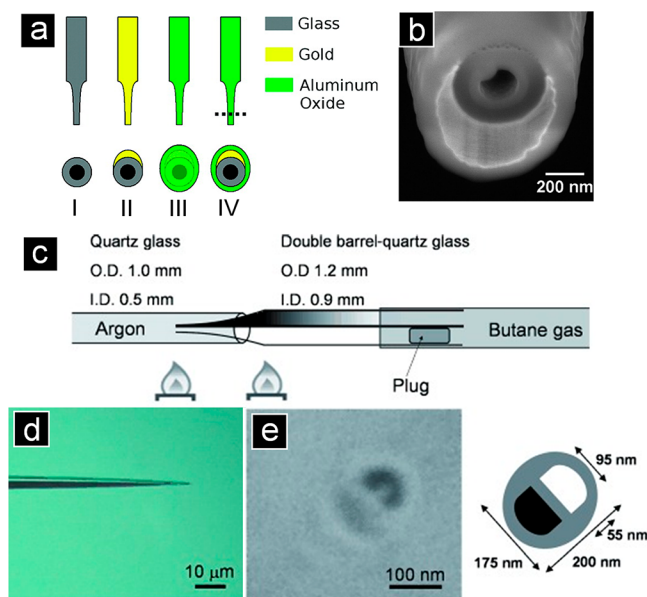 a
Glass
Gold
Aluminum
Oxide
I
II
III
IV
b
200 nm
c
Quartz glass
O.D. 1.0 mm
I.D. 0.5 mm
Double barrel-quartz glass
O.D 1.2 mm
I.D. 0.9 mm
Argon
Butane gas
Plug
d
10 μm
e
100 nm
95 nm
55 nm
175 nm
200 nm